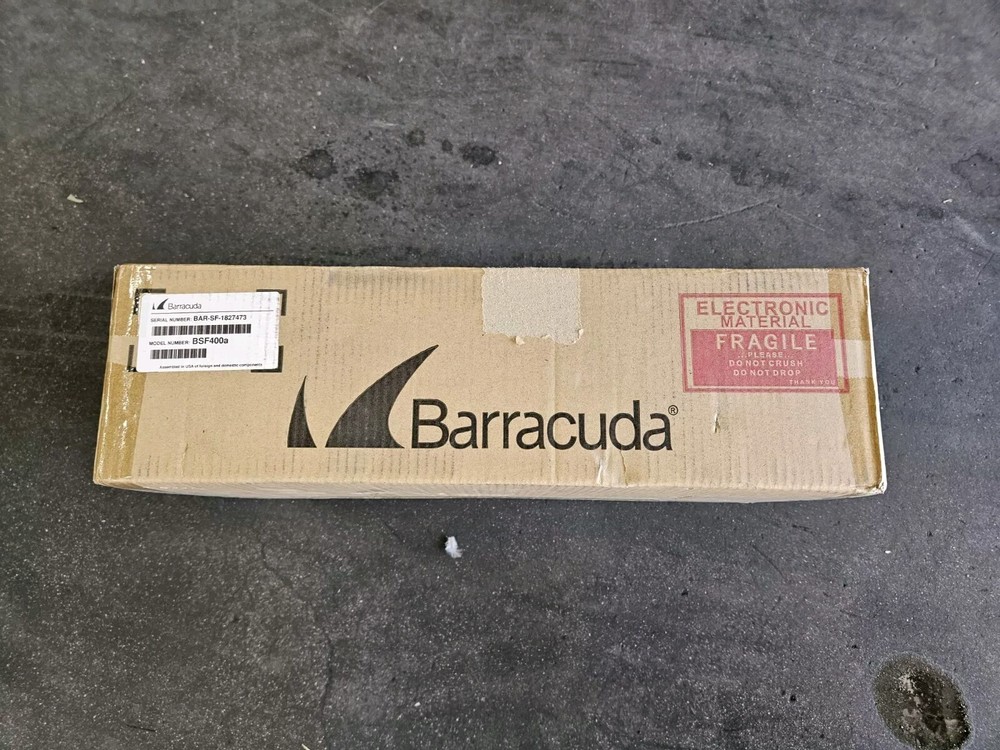 Barracuda
SERIAL NUMBER: BAR-SF-1827473
MODEL NUMBER: BSF400a
Assembled in USA of foreign and domestic components
Barracuda®
ELECTRONIC
MATERIAL
FRAGILE
...PLEASE...
DO NOT CRUSH
DO NOT DROP
THANK YOU